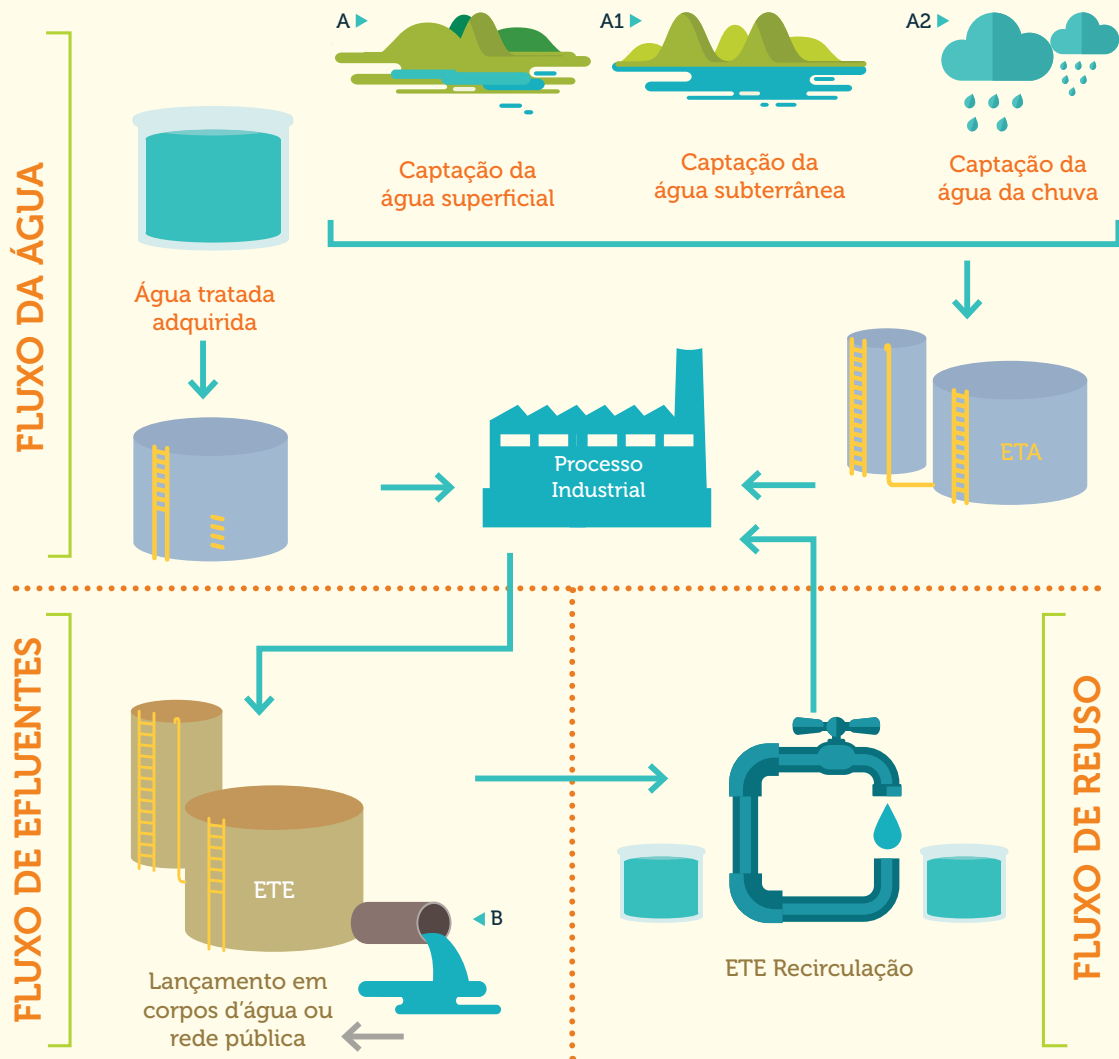 FLUXO DA ÁGUA
A
Captação da
água superficial
A1
Captação da
água subterrânea
A2
Captação da
água da chuva
Água tratada
adquirida
Processo
Industrial
ETA
FLUXO DE EFLUENTES
ETE
B
Lançamento em
corpos d'água ou
rede pública
ETE Recirculação
FLUXO DE REUSO